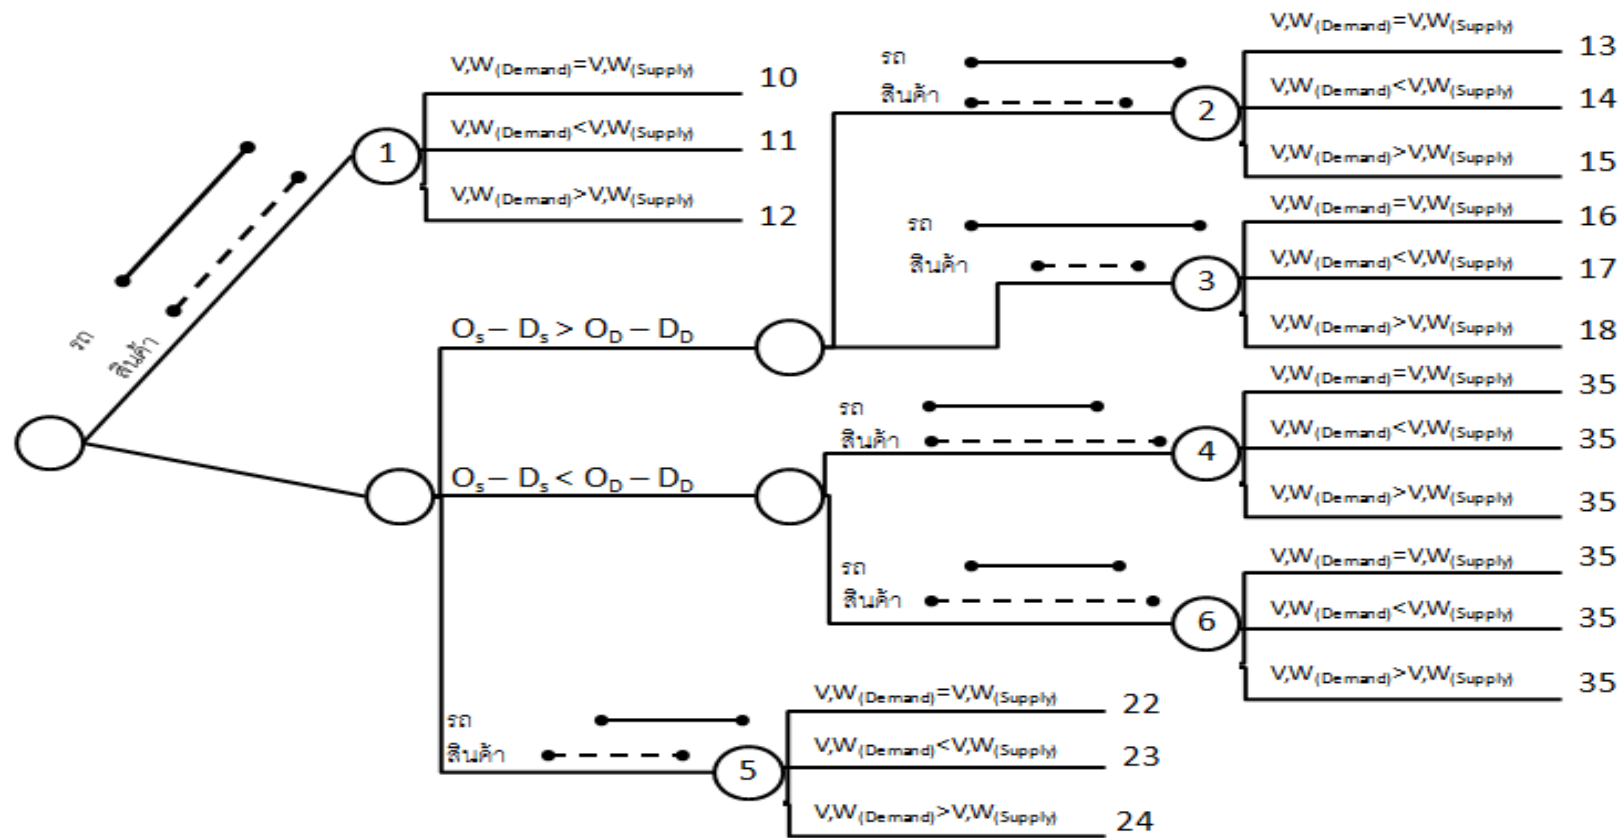 รถ
สินค้า
1
V,W(Demand)=V,W(Supply) 10
V,W(Demand)<V,W(Supply) 11
V,W(Demand)>V,W(Supply) 12
Os – Ds > OD – DD
รถ
สินค้า
2
V,W(Demand)=V,W(Supply) 13
V,W(Demand)<V,W(Supply) 14
V,W(Demand)>V,W(Supply) 15
รถ
สินค้า
3
V,W(Demand)=V,W(Supply) 16
V,W(Demand)<V,W(Supply) 17
V,W(Demand)>V,W(Supply) 18
Os – Ds < OD – DD
รถ
สินค้า
4
V,W(Demand)=V,W(Supply) 35
V,W(Demand)<V,W(Supply) 35
V,W(Demand)>V,W(Supply) 35
รถ
สินค้า
6
V,W(Demand)=V,W(Supply) 35
V,W(Demand)<V,W(Supply) 35
V,W(Demand)>V,W(Supply) 35
รถ
สินค้า
5
V,W(Demand)=V,W(Supply) 22
V,W(Demand)<V,W(Supply) 23
V,W(Demand)>V,W(Supply) 24